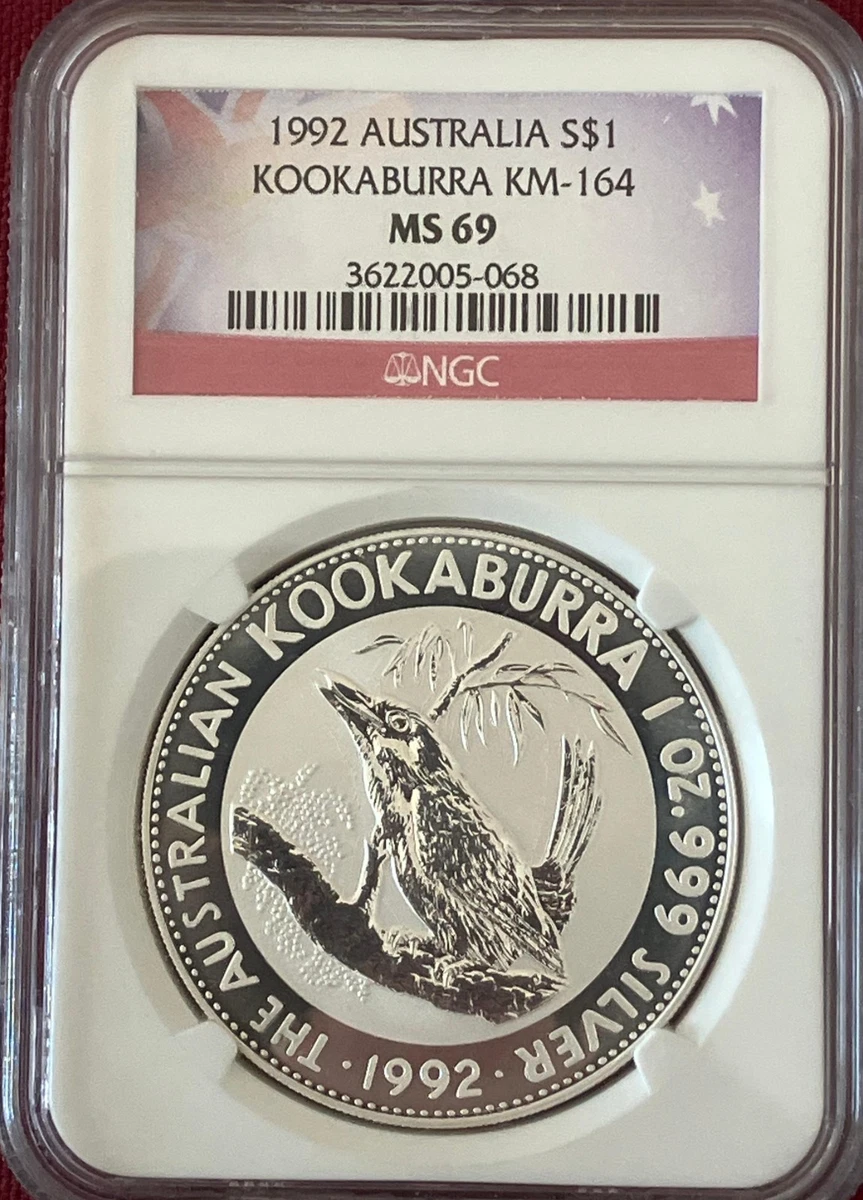 1992 AUSTRALIA S$1
KOOKABURRA KM-164
MS 69
3622005-068
NGC
THE AUSTRALIAN KOOKABURRA 1 OZ. 999 SILVER
· 1992 ·